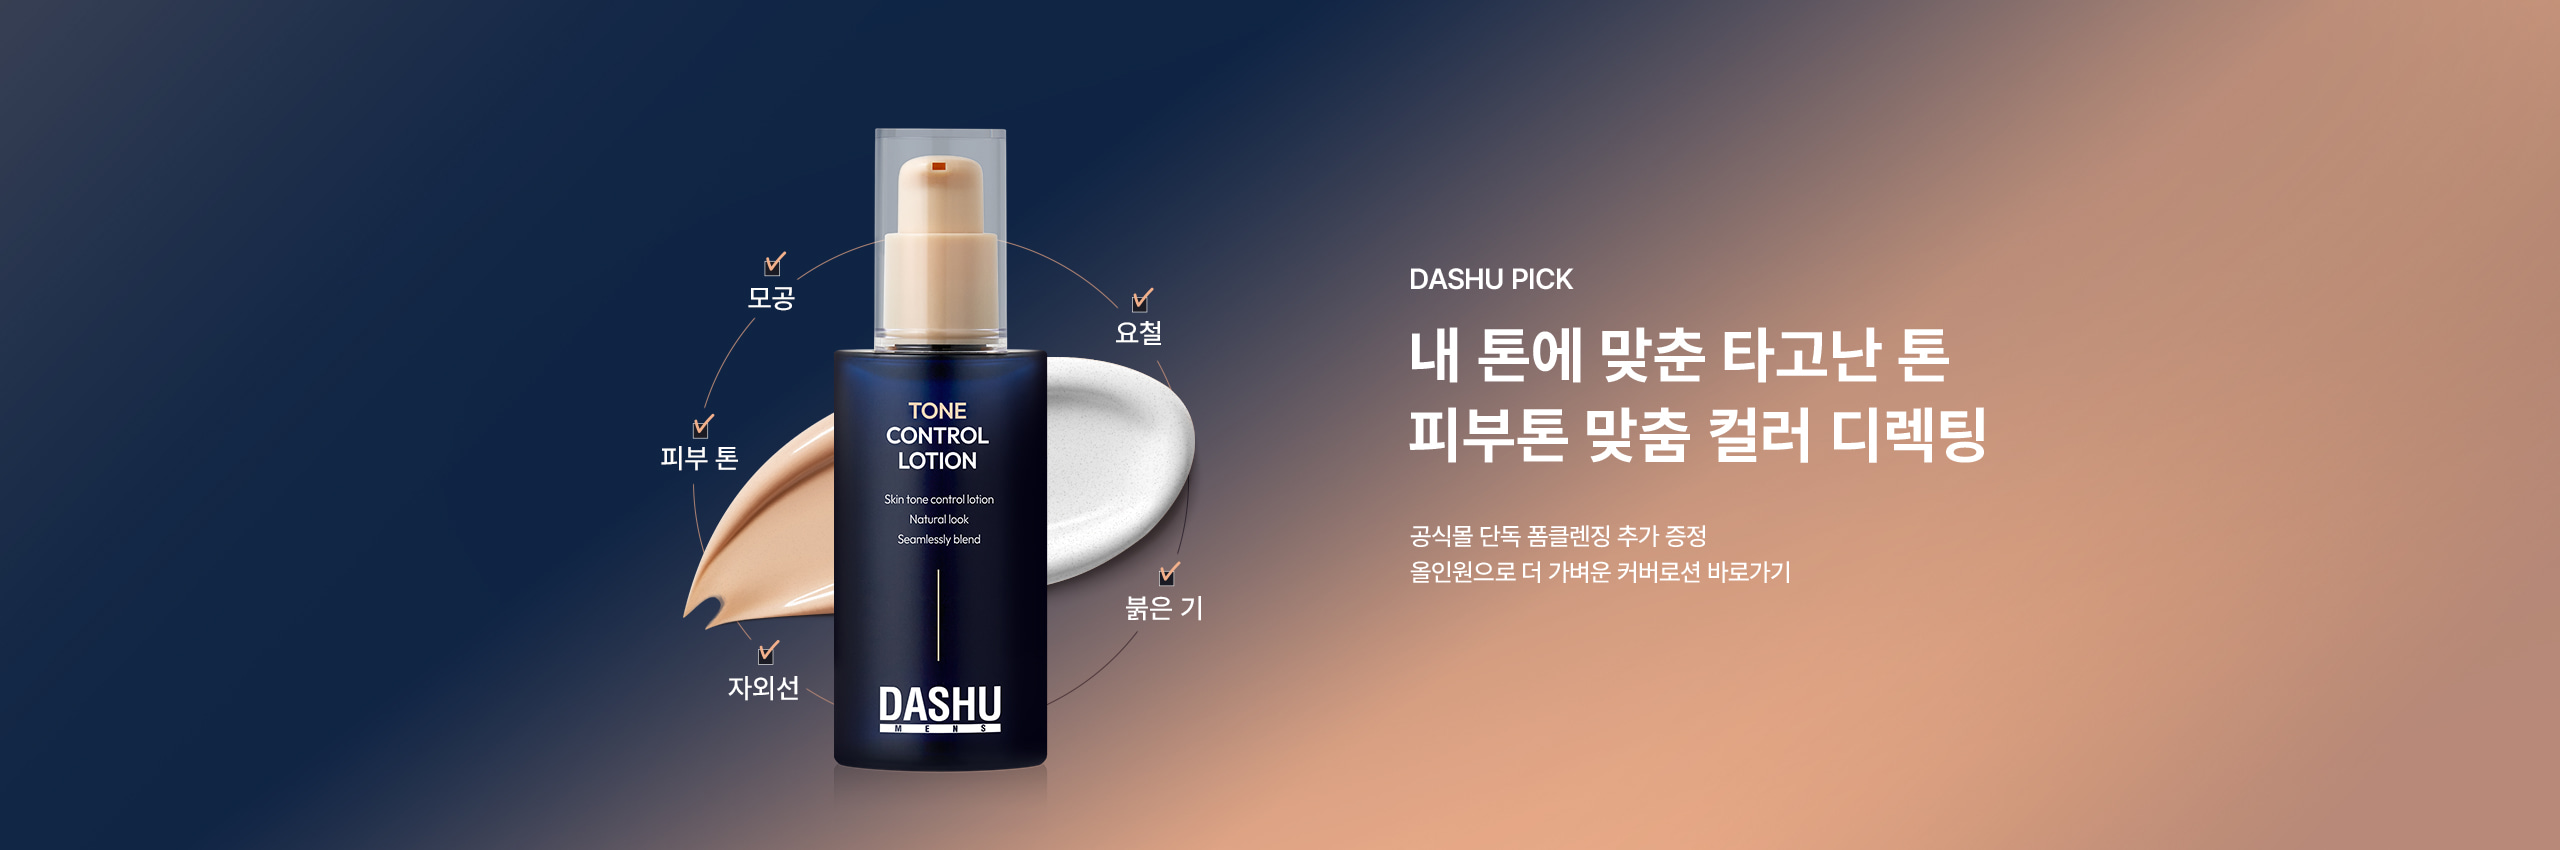 모공
요철
피부 톤
붉은 기
자외선
TONE
CONTROL
LOTION
Skin tone control lotion
Natural look
Seamlessly blend
DASHU
MENS
DASHU PICK
내 톤에 맞춘 타고난 톤
피부톤 맞춤 컬러 디렉팅
공식몰 단독 폼클렌징 추가 증정
올인원으로 더 가벼운 커버로션 바로가기